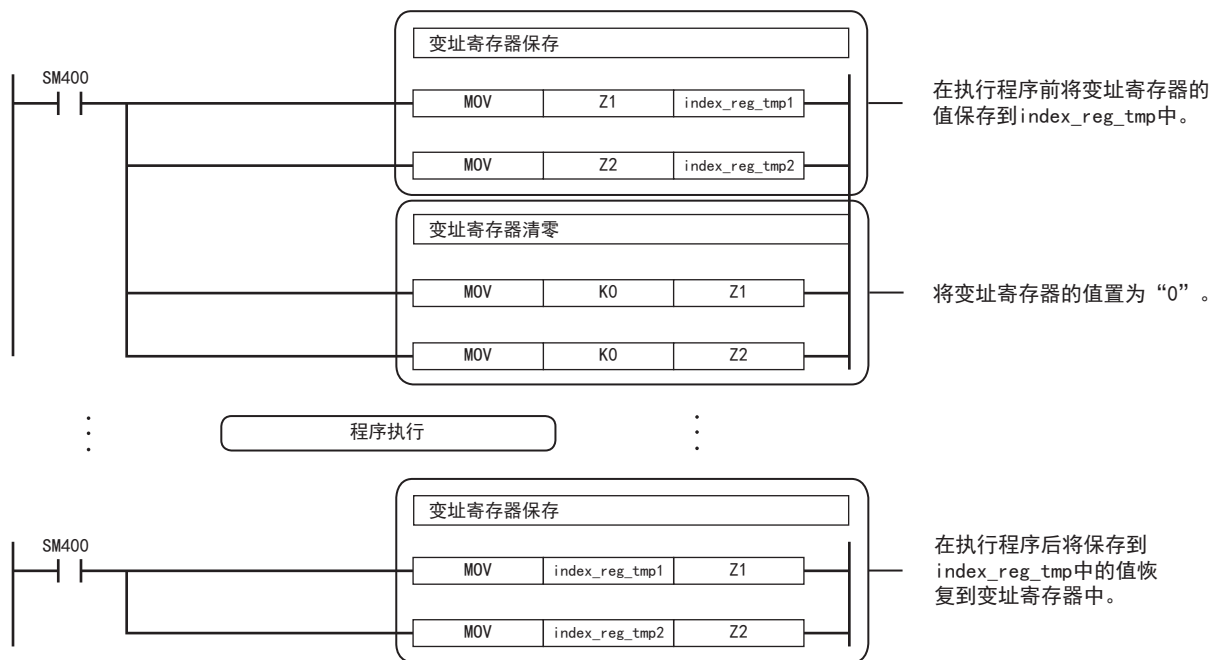 变址寄存器保存
SM400
MOV Z1 index_reg_tmp1
在执行程序前将变址寄存器的
值保存到index_reg_tmp中。
MOV Z2 index_reg_tmp2
变址寄存器清零
MOV K0 Z1
将变址寄存器的值置为“0”。
MOV K0 Z2
程序执行
变址寄存器保存
SM400
MOV index_reg_tmp1 Z1
在执行程序后将保存到
index_reg_tmp中的值恢
复到变址寄存器中。
MOV index_reg_tmp2 Z2